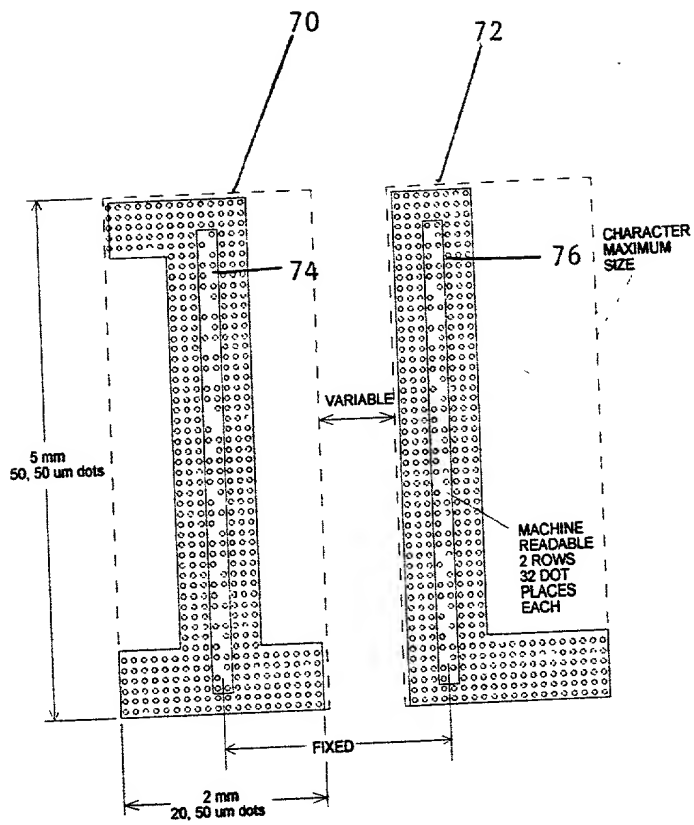 70
72
74
76
CHARACTER
MAXIMUM
SIZE
VARIABLE
5 mm
50, 50 um dots
MACHINE
READABLE
2 ROWS
32 DOT
PLACES
EACH
FIXED
2 mm
20, 50 um dots